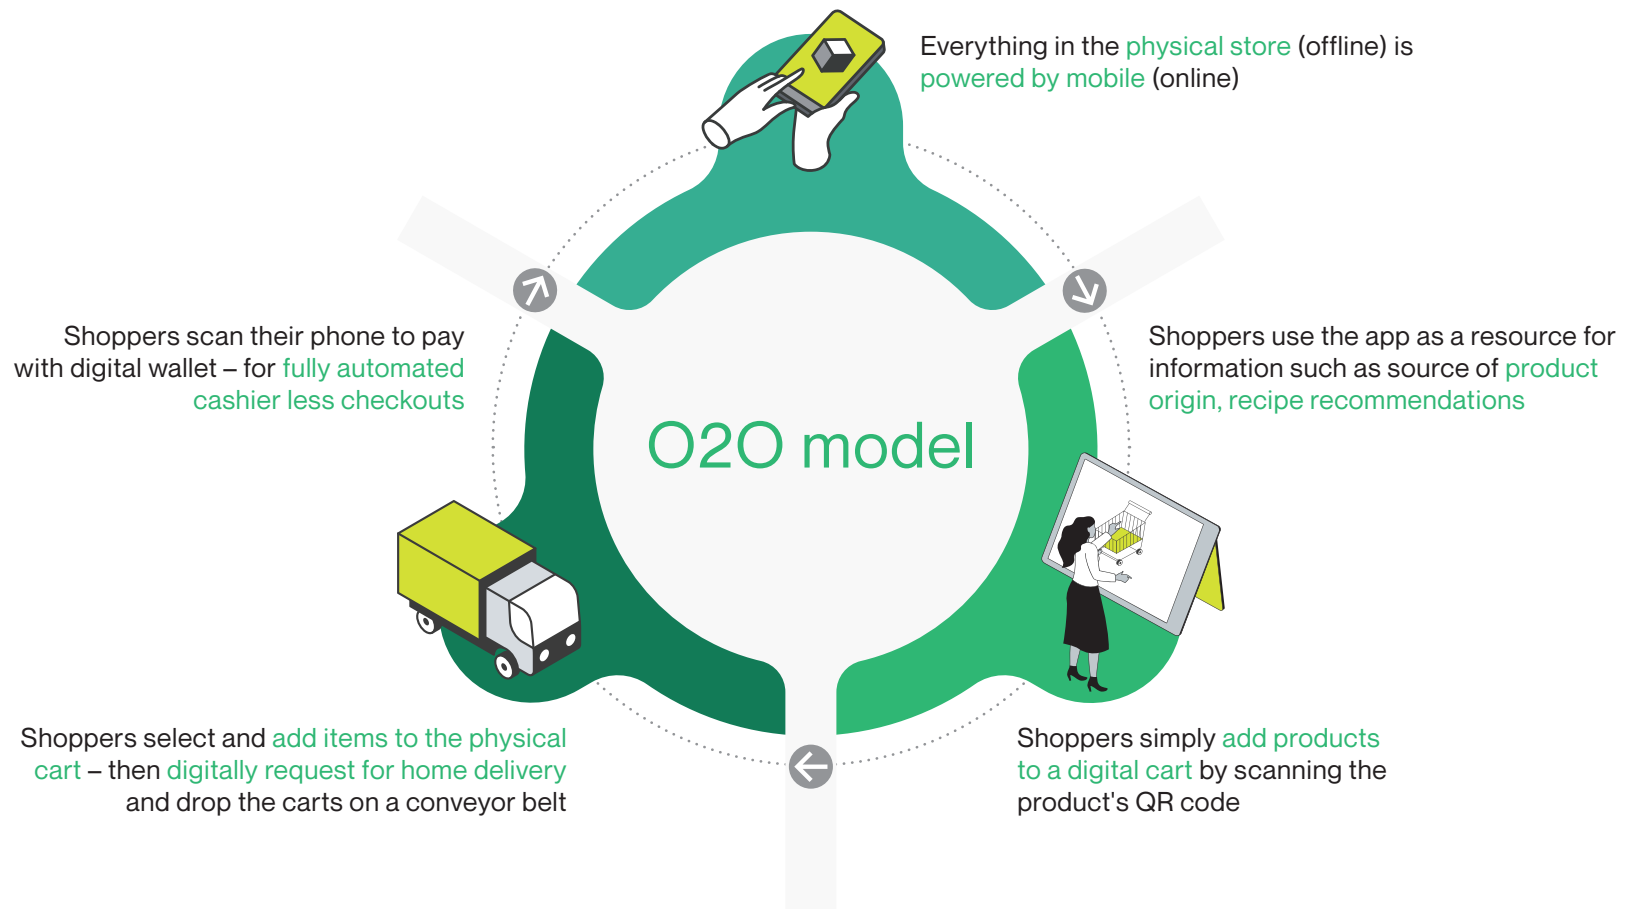 Everything in the physical store (offline) is
powered by mobile (online)
Shoppers scan their phone to pay
with digital wallet – for fully automated
cashier less checkouts
Shoppers use the app as a resource for
information such as source of product
origin, recipe recommendations
O2O model
Shoppers select and add items to the physical
cart – then digitally request for home delivery
and drop the carts on a conveyor belt
Shoppers simply add products
to a digital cart by scanning the
product's QR code